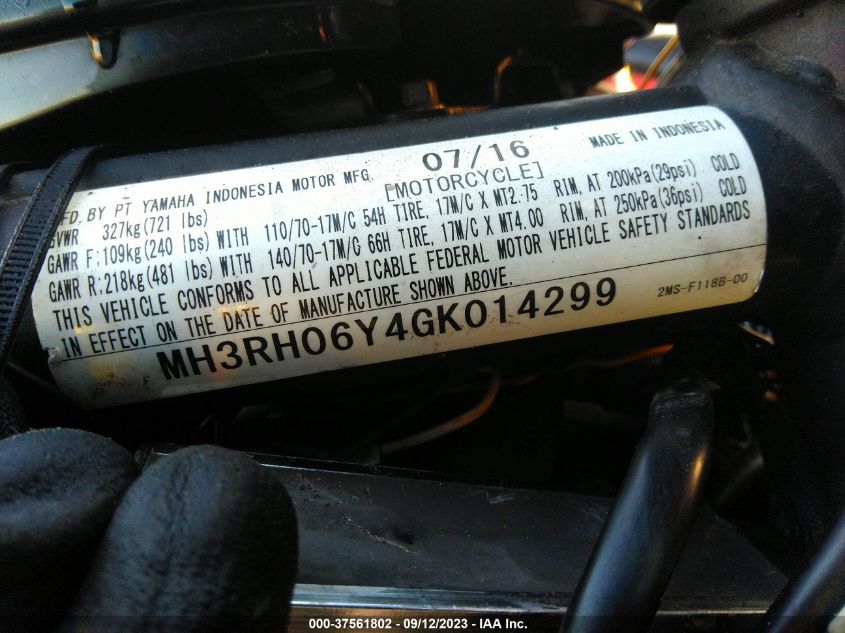 07/16
MFD. BY PT YAMAHA INDONESIA MOTOR MFG. [MOTORCYCLE] MADE IN INDONESIA
GVWR 327kg(721 lbs)
GAWR F:109kg(240 lbs) WITH 110/70-17M/C 54H TIRE, 17M/C X MT2.75 RIM, AT 200kPa(29psi) COLD
GAWR R:218kg(481 lbs) WITH 140/70-17M/C 66H TIRE, 17M/C X MT4.00 RIM, AT 250kPa(36psi) COLD
THIS VEHICLE CONFORMS TO ALL APPLICABLE FEDERAL MOTOR VEHICLE SAFETY STANDARDS
IN EFFECT ON THE DATE OF MANUFACTURE SHOWN ABOVE.
MH3RH06Y4GK014299 2MS-F118B-00
000-37561802 - 09/12/2023 - IAA Inc.